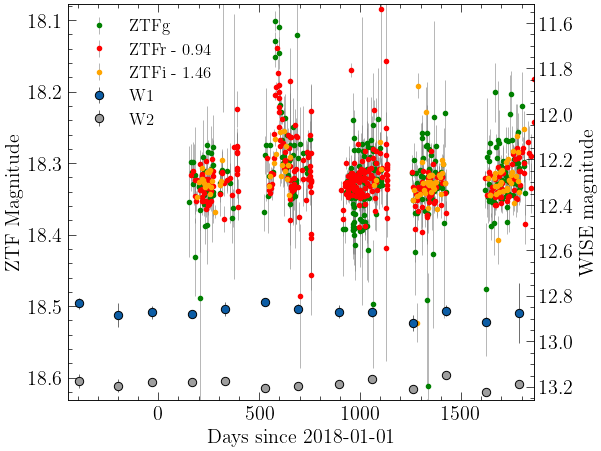 ZTFg
ZTFr - 0.94
ZTFi - 1.46
W1
W2
18.1
18.2
18.3
18.4
18.5
18.6
ZTF Magnitude
11.6
11.8
12.0
12.2
12.4
12.6
12.8
13.0
13.2
WISE magnitude
0
500
1000
1500
Days since 2018-01-01